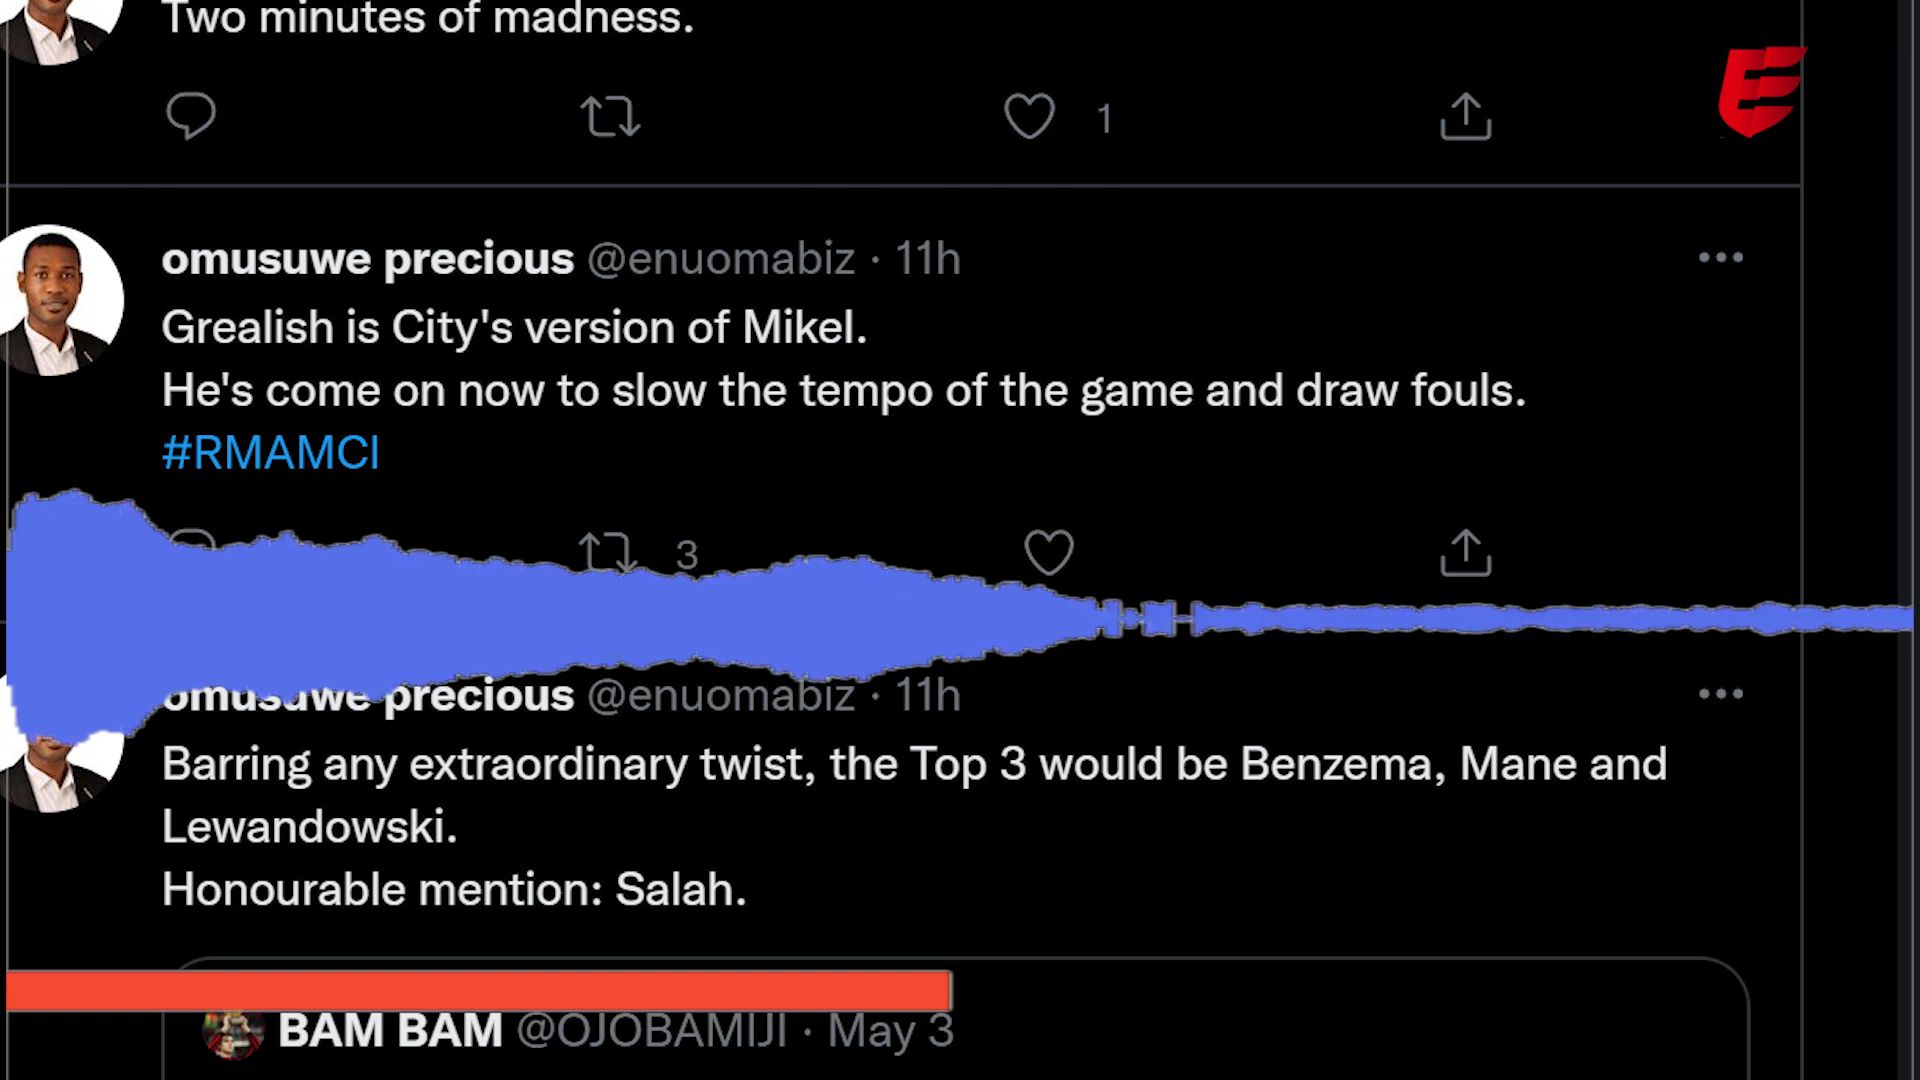 Two minutes of madness.
1
omusuwe precious @enuomabiz · 11h
Grealish is City's version of Mikel.
He's come on now to slow the tempo of the game and draw fouls.
#RMAMCI
3
omusuwe precious @enuomabiz · 11h
Barring any extraordinary twist, the Top 3 would be Benzema, Mane and
Lewandowski.
Honourable mention: Salah.
BAM BAM @OJOBAMIJI · May 3